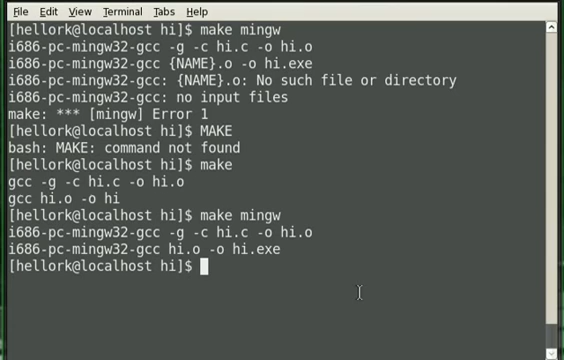 File Edit View Terminal Tabs Help
[hellork@localhost hi]$ make mingw
i686-pc-mingw32-gcc -g -c hi.c -o hi.o
i686-pc-mingw32-gcc {NAME}.o -o hi.exe
i686-pc-mingw32-gcc: {NAME}.o: No such file or directory
i686-pc-mingw32-gcc: no input files
make: *** [mingw] Error 1
[hellork@localhost hi]$ MAKE
bash: MAKE: command not found
[hellork@localhost hi]$ make
gcc -g -c hi.c -o hi.o
gcc hi.o -o hi
[hellork@localhost hi]$ make mingw
i686-pc-mingw32-gcc -g -c hi.c -o hi.o
i686-pc-mingw32-gcc hi.o -o hi.exe
[hellork@localhost hi]$